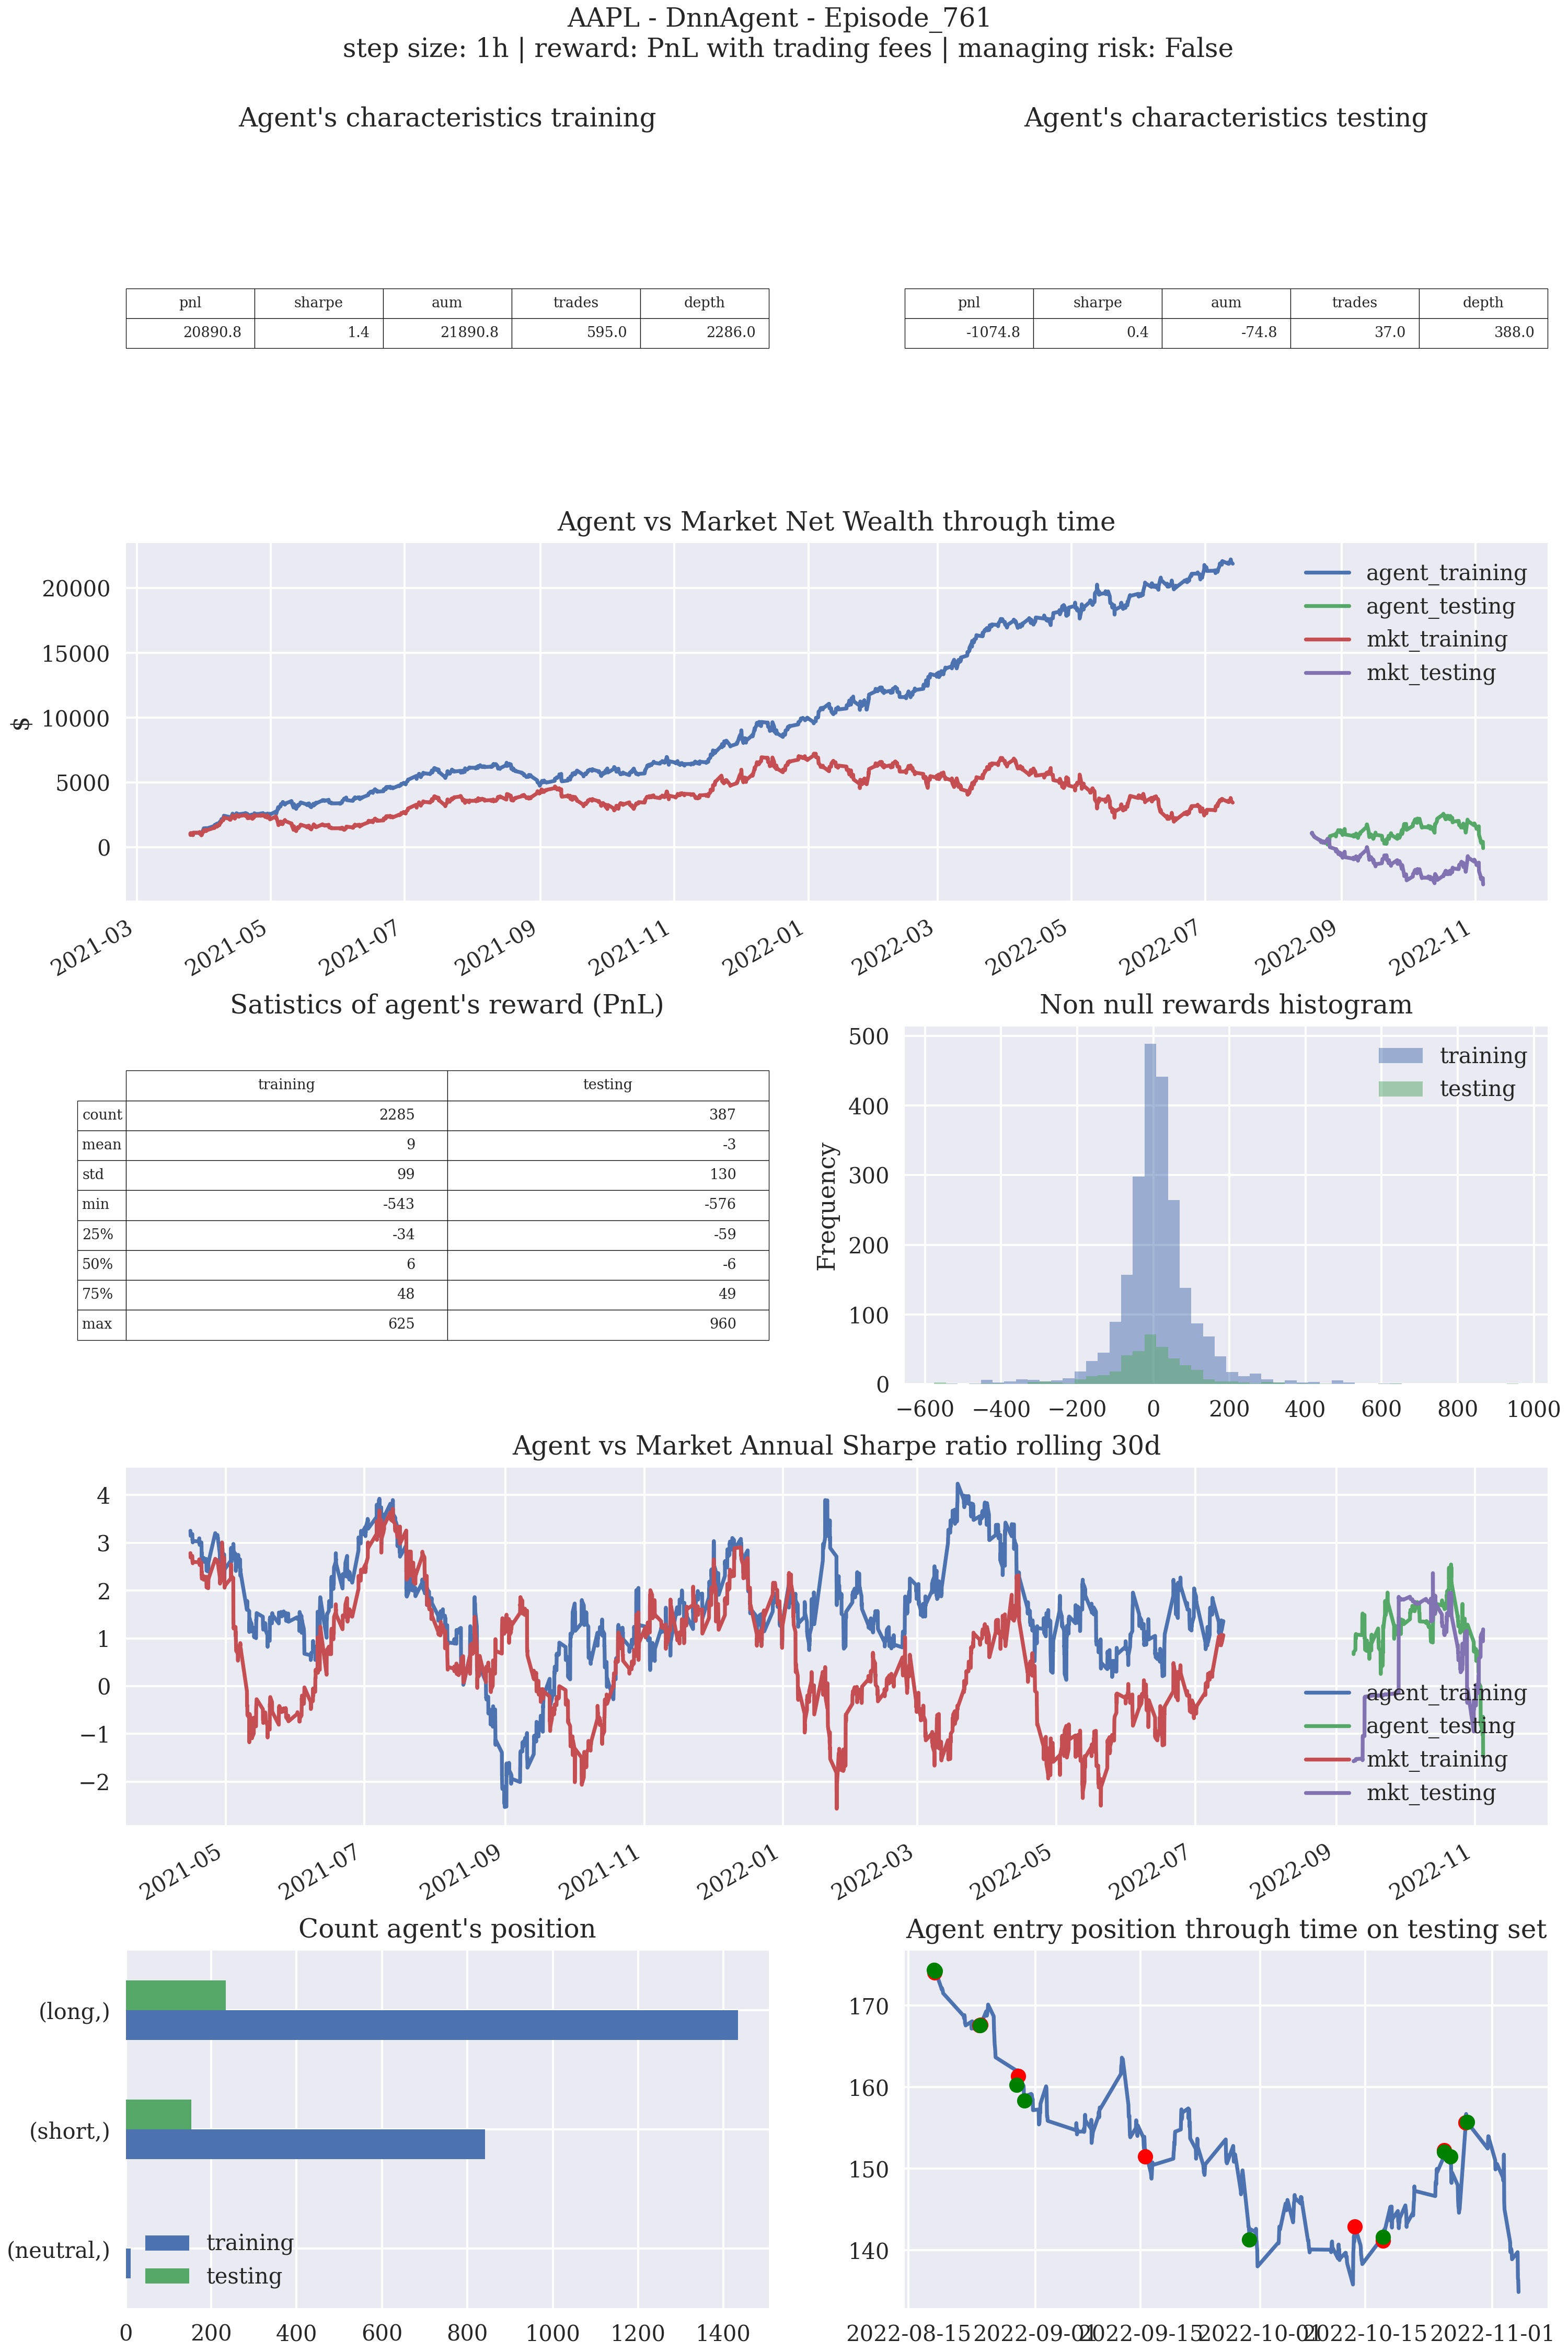 AAPL - DnnAgent - Episode_761
step size: 1h | reward: PnL with trading fees | managing risk: False
Agent's characteristics training
Agent's characteristics testing
pnl sharpe aum trades depth
20890.8 1.4 21890.8 595.0 2286.0
pnl sharpe aum trades depth
-1074.8 0.4 -74.8 37.0 388.0
Agent vs Market Net Wealth through time
$
20000
15000
10000
5000
0
agent_training
agent_testing
mkt_training
mkt_testing
2021-03 2021-05 2021-07 2021-09 2021-11 2022-01 2022-03 2022-05 2022-07 2022-09 2022-11
Satistics of agent's reward (PnL)
training testing
count 2285 387
mean 9 -3
std 99 130
min -543 -576
25% -34 -59
50% 6 -6
75% 48 49
max 625 960
Non null rewards histogram
Frequency
500
400
300
200
100
0
training
testing
−600 −400 −200 0 200 400 600 800 1000
Agent vs Market Annual Sharpe ratio rolling 30d
4
3
2
1
0
−1
−2
agent_training
agent_testing
mkt_training
mkt_testing
2021-05 2021-07 2021-09 2021-11 2022-01 2022-03 2022-05 2022-07 2022-09 2022-11
Count agent's position
(long,)
(short,)
(neutral,)
training
testing
0 200 400 600 800 1000 1200 1400
Agent entry position through time on testing set
170
160
150
140
2022-08-15 2022-09-01 2022-09-15 2022-10-01 2022-10-15 2022-11-01